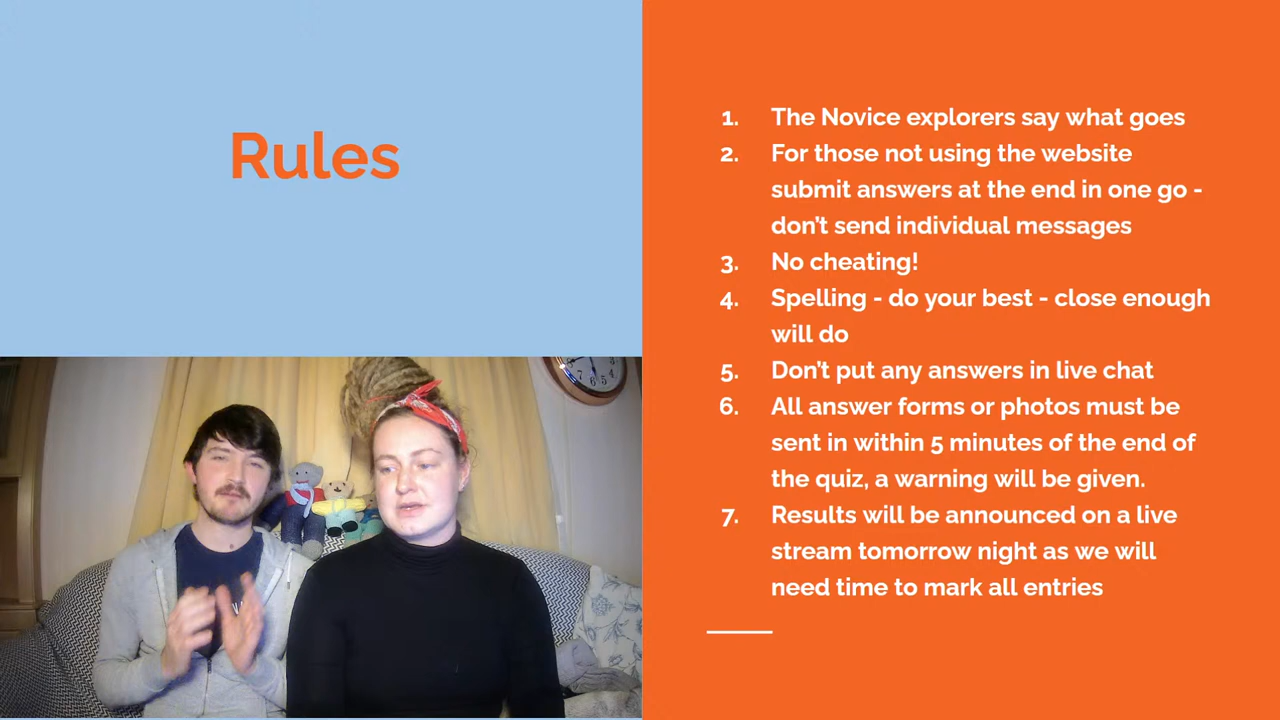 Rules
1. The Novice explorers say what goes
2. For those not using the website
submit answers at the end in one go -
don't send individual messages
3. No cheating!
4. Spelling - do your best - close enough
will do
5. Don't put any answers in live chat
6. All answer forms or photos must be
sent in within 5 minutes of the end of
the quiz, a warning will be given.
7. Results will be announced on a live
stream tomorrow night as we will
need time to mark all entries